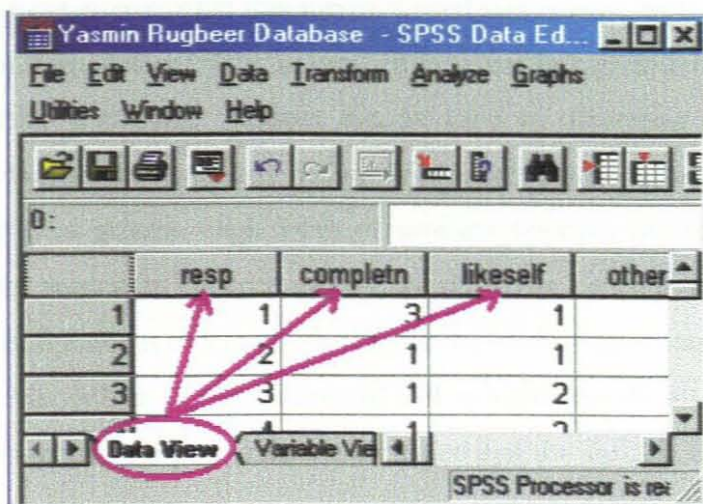 Yasmin Rugbeer Database - SPSS Data Ed...
File Edit View Data Transform Analyze Graphs
Utilities Window Help
0:
resp completn likeself other
1 1 3 1
2 2 1 1
3 3 1 2
Data View Variable Vie
SPSS Processor is